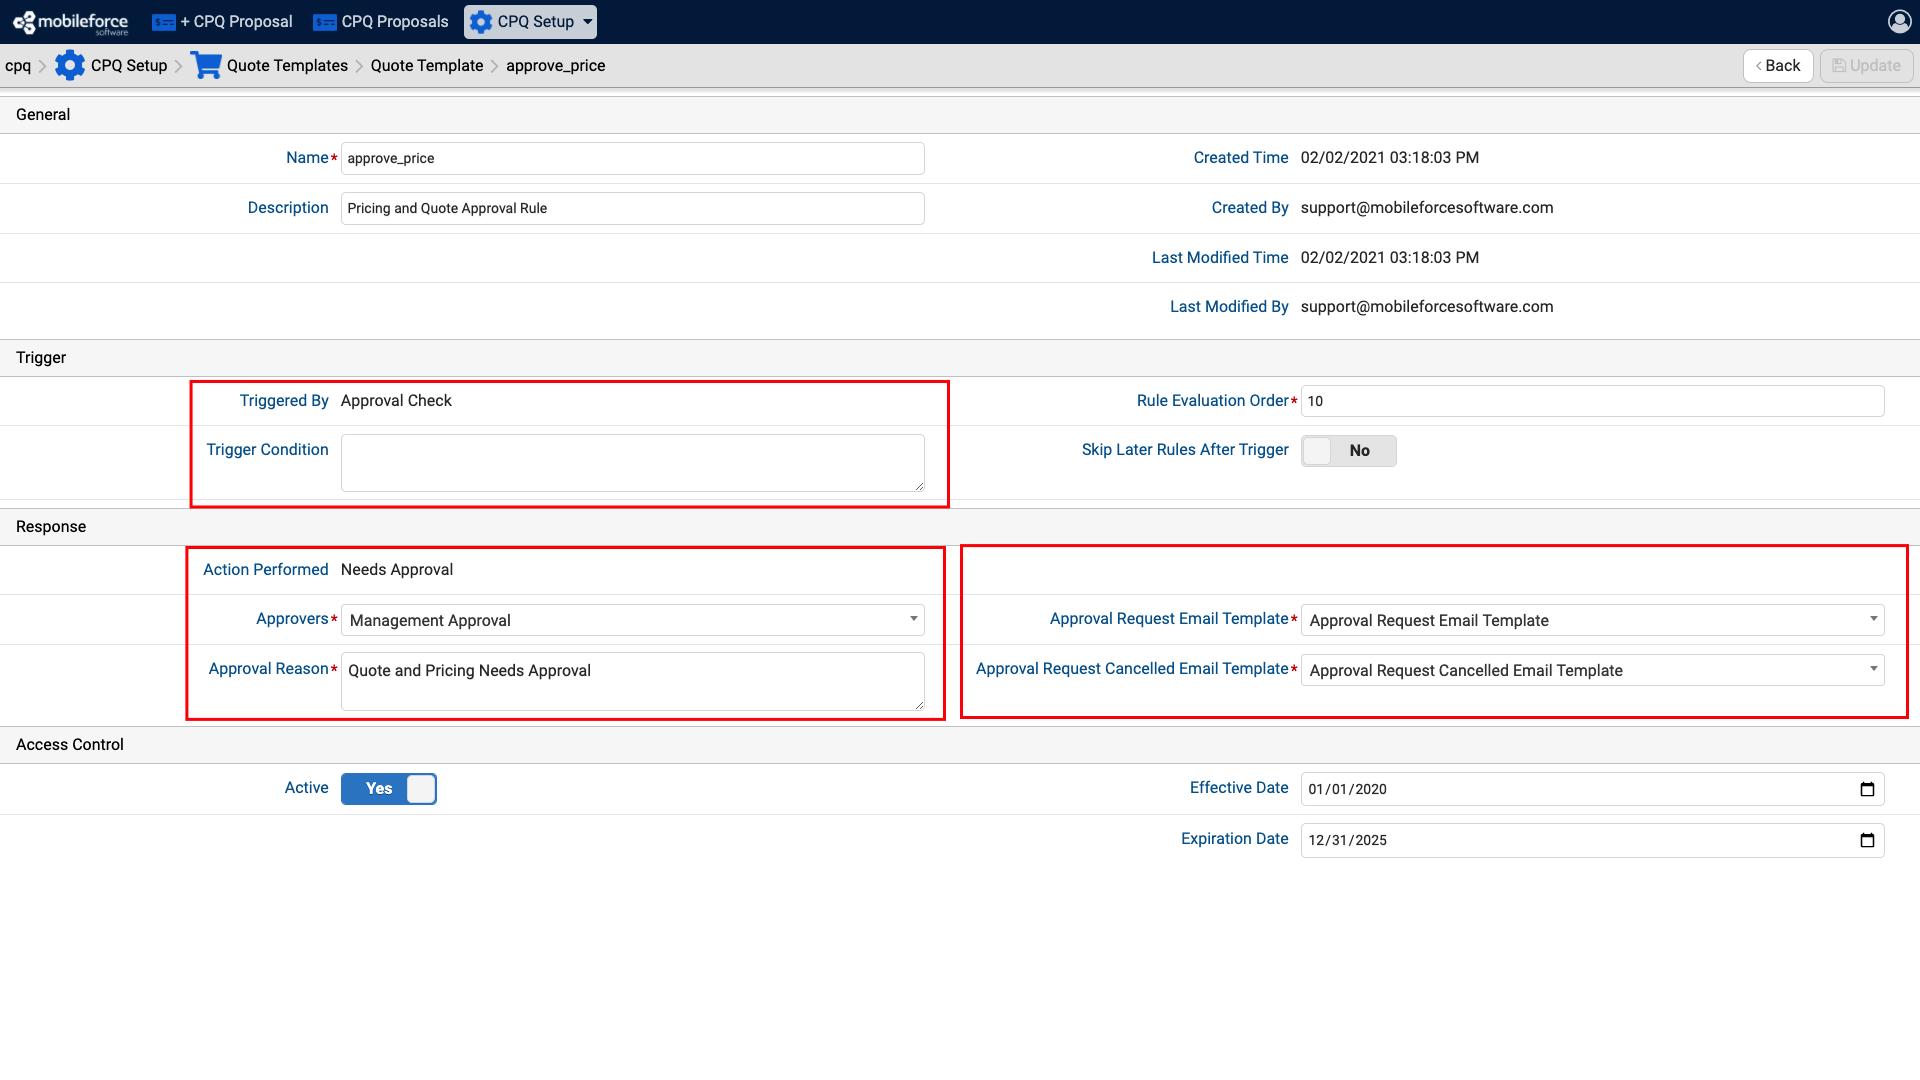 mobileforce
software
+ CPQ Proposal
CPQ Proposals
CPQ Setup
cpq > CPQ Setup > Quote Templates > Quote Template > approve_price
< Back
Update
General
Name* approve_price
Created Time 02/02/2021 03:18:03 PM
Description Pricing and Quote Approval Rule
Created By support@mobileforcesoftware.com
Last Modified Time 02/02/2021 03:18:03 PM
Last Modified By support@mobileforcesoftware.com
Trigger
Triggered By Approval Check
Rule Evaluation Order* 10
Trigger Condition
Skip Later Rules After Trigger No
Response
Action Performed Needs Approval
Approvers* Management Approval
Approval Request Email Template* Approval Request Email Template
Approval Reason* Quote and Pricing Needs Approval
Approval Request Cancelled Email Template* Approval Request Cancelled Email Template
Access Control
Active Yes
Effective Date 01/01/2020
Expiration Date 12/31/2025